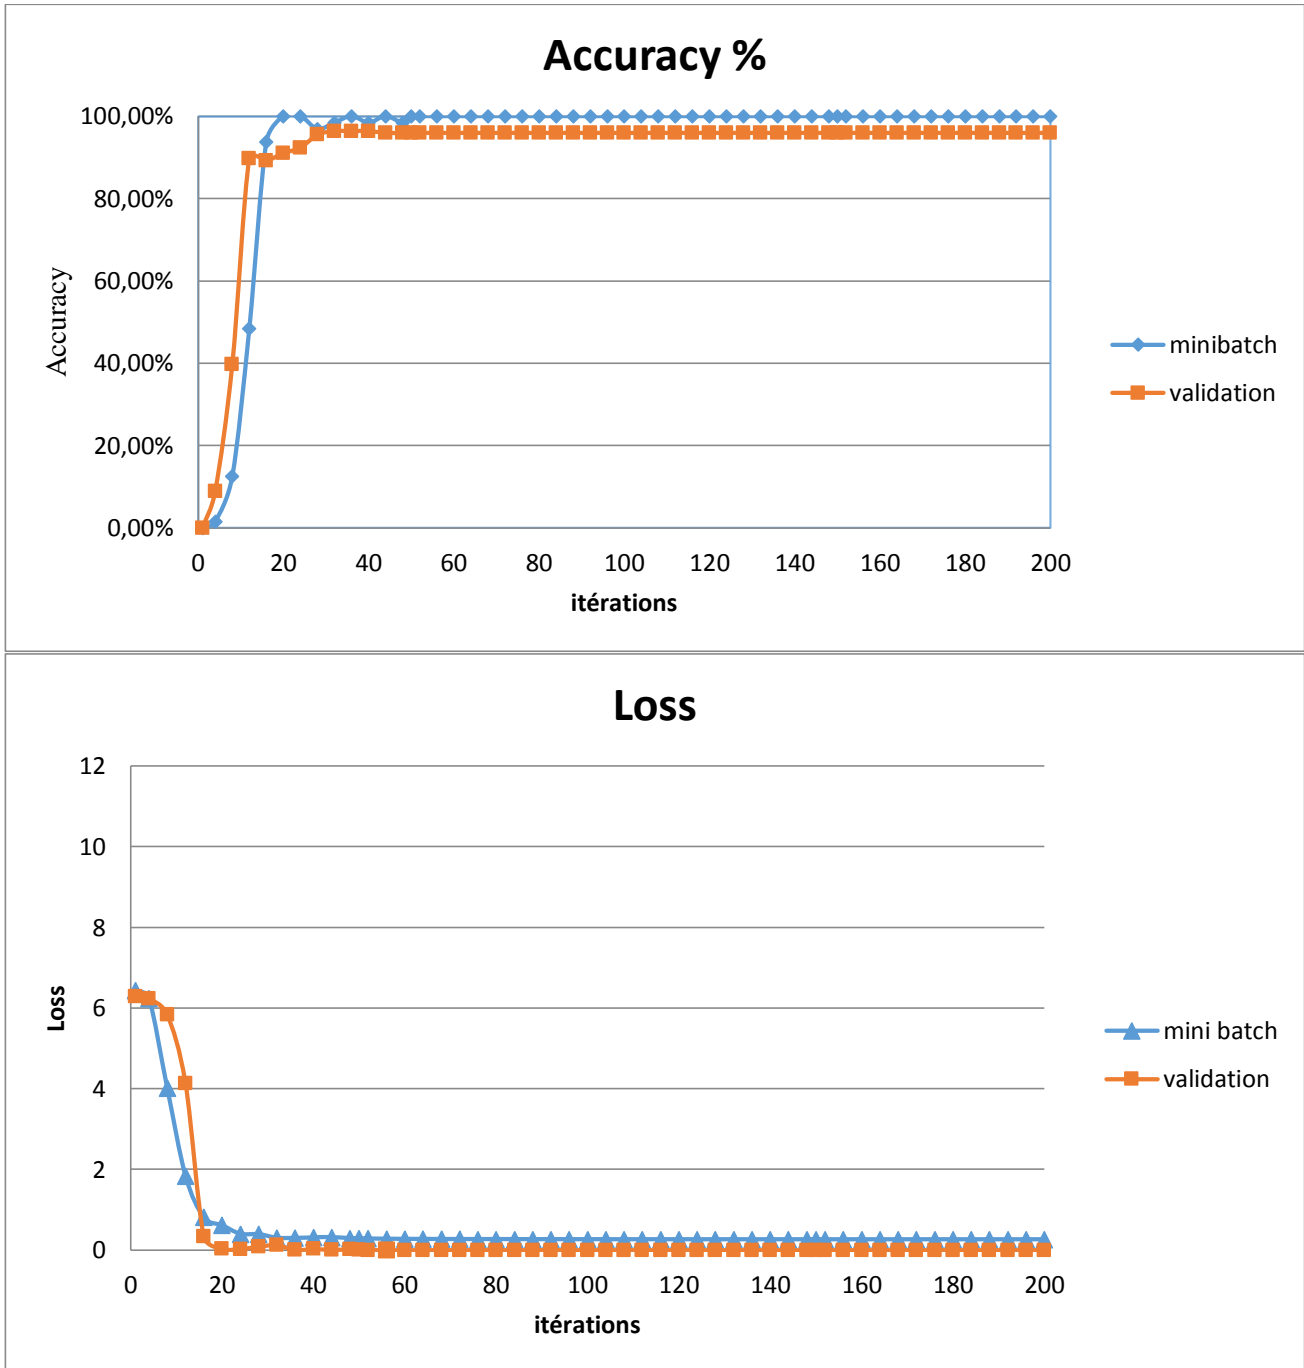 Accuracy %
100,00%
80,00%
60,00%
40,00%
20,00%
0,00%
Accuracy
0 20 40 60 80 100 120 140 160 180 200
itérations
minibatch
validation
Loss
12
10
8
6
4
2
0
Loss
0 20 40 60 80 100 120 140 160 180 200
itérations
mini batch
validation